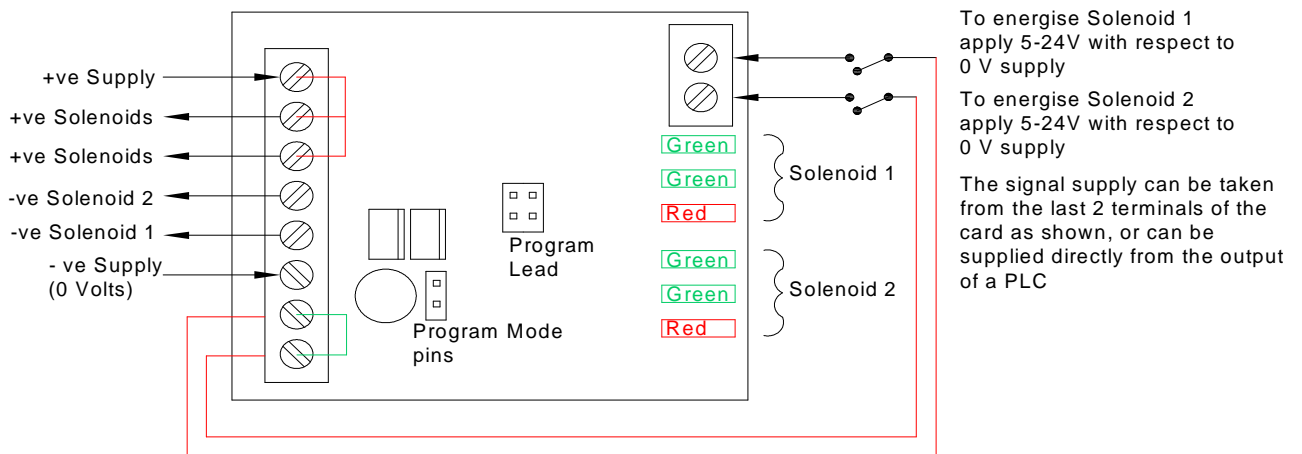 +ve Supply
+ve Solenoids
+ve Solenoids
-ve Solenoid 2
-ve Solenoid 1
- ve Supply
(0 Volts)
Program
Lead
Program Mode
pins
Green
Green
Red
Solenoid 1
Green
Green
Red
Solenoid 2
To energise Solenoid 1
apply 5-24V with respect to
0 V supply
To energise Solenoid 2
apply 5-24V with respect to
0 V supply
The signal supply can be taken
from the last 2 terminals of the
card as shown, or can be
supplied directly from the output
of a PLC